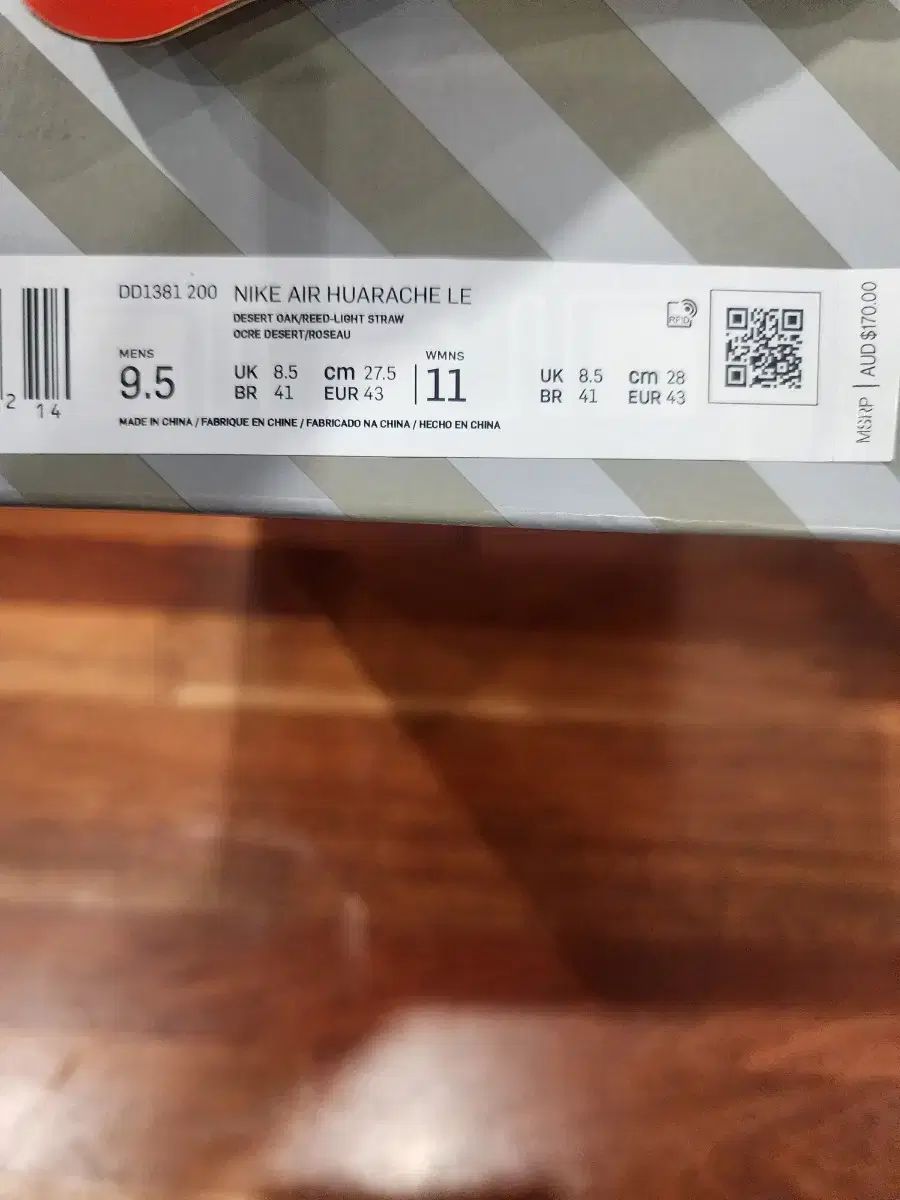 DD1381 200 NIKE AIR HUARACHE LE
DESERT OAK/REED-LIGHT STRAW
OCRE DESERT/ROSEAU
RFID
MENS
9.5
UK 8.5 cm 27.5
BR 41 EUR 43
WMNS
11
UK 8.5 cm 28
BR 41 EUR 43
MADE IN CHINA / FABRIQUE EN CHINE / FABRICADO NA CHINA / HECHO EN CHINA
2 14
MSRP | AUD $170.00